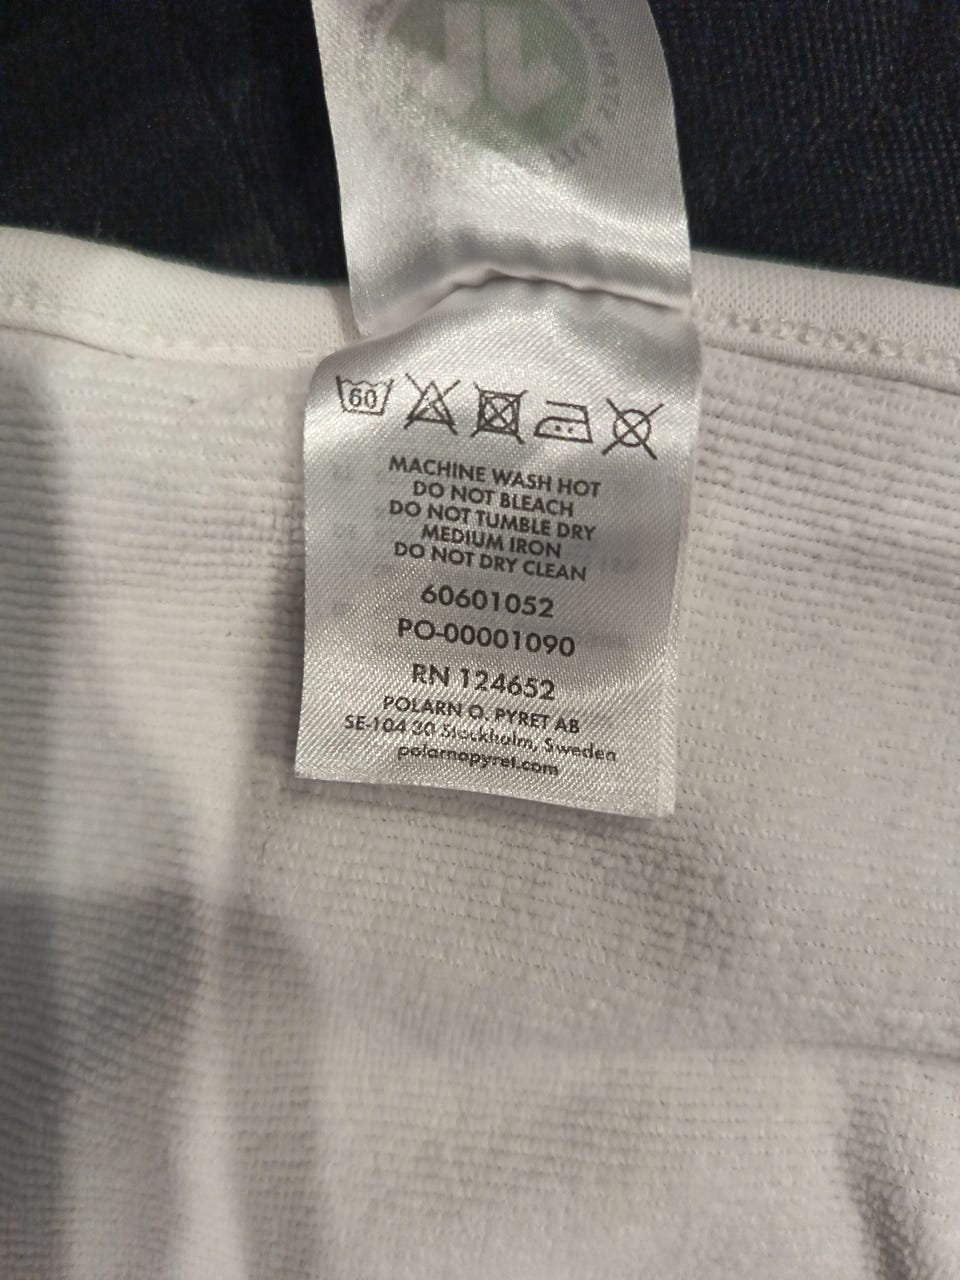 60
MACHINE WASH HOT
DO NOT BLEACH
DO NOT TUMBLE DRY
MEDIUM IRON
DO NOT DRY CLEAN
60601052
PO-00001090
RN 124652
POLARN O. PYRET AB
SE-104 30 Stockholm, Sweden
polarnopyret.com